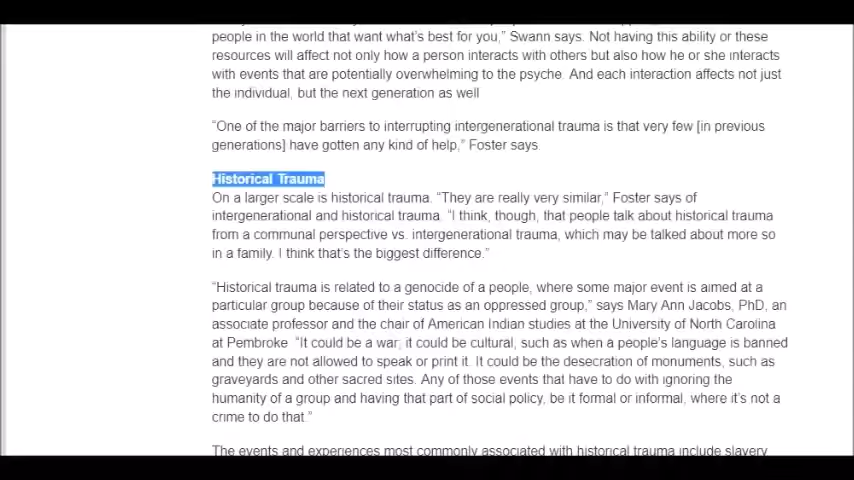 people in the world that want what's best for you,” Swann says. Not having this ability or these
resources will affect not only how a person interacts with others but also how he or she interacts
with events that are potentially overwhelming to the psyche. And each interaction affects not just
the individual, but the next generation as well
“One of the major barriers to interrupting intergenerational trauma is that very few [in previous
generations] have gotten any kind of help,” Foster says.
Historical Trauma
On a larger scale is historical trauma. “They are really very similar,” Foster says of
intergenerational and historical trauma. “I think, though, that people talk about historical trauma
from a communal perspective vs. intergenerational trauma, which may be talked about more so
in a family. I think that's the biggest difference.”
“Historical trauma is related to a genocide of a people, where some major event is aimed at a
particular group because of their status as an oppressed group,” says Mary Ann Jacobs, PhD, an
associate professor and the chair of American Indian studies at the University of North Carolina
at Pembroke “It could be a war; it could be cultural, such as when a people's language is banned
and they are not allowed to speak or print it. It could be the desecration of monuments, such as
graveyards and other sacred sites. Any of those events that have to do with ignoring the
humanity of a group and having that part of social policy, be it formal or informal, where it's not a
crime to do that.”
The events and experiences most commonly associated with historical trauma include slavery